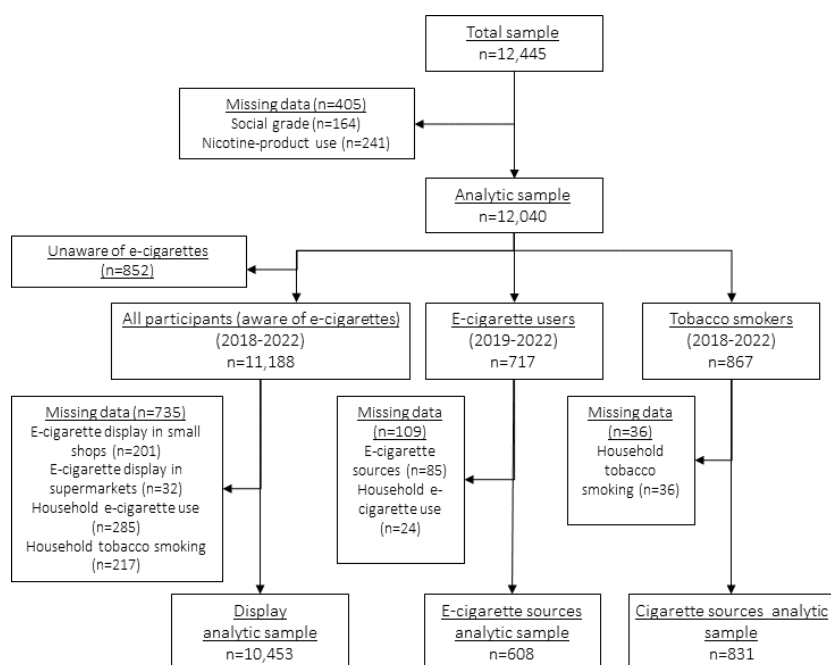 Total sample
n=12,445
Missing data (n=405)
Social grade (n=164)
Nicotine-product use (n=241)
Analytic sample
n=12,040
Unaware of e-cigarettes
(n=852)
All participants (aware of e-cigarettes)
(2018-2022)
n=11,188
E-cigarette users
(2019-2022)
n=717
Tobacco smokers
(2018-2022)
n=867
Missing data (n=735)
E-cigarette display in small
shops (n=201)
E-cigarette display in
supermarkets (n=32)
Household e-cigarette use
(n=285)
Household tobacco smoking
(n=217)
Missing data
(n=109)
E-cigarette
sources (n=85)
Household e-
cigarette use
(n=24)
Missing data
(n=36)
Household
tobacco
smoking (n=36)
Display
analytic sample
n=10,453
E-cigarette sources
analytic sample
n=608
Cigarette sources analytic
sample
n=831